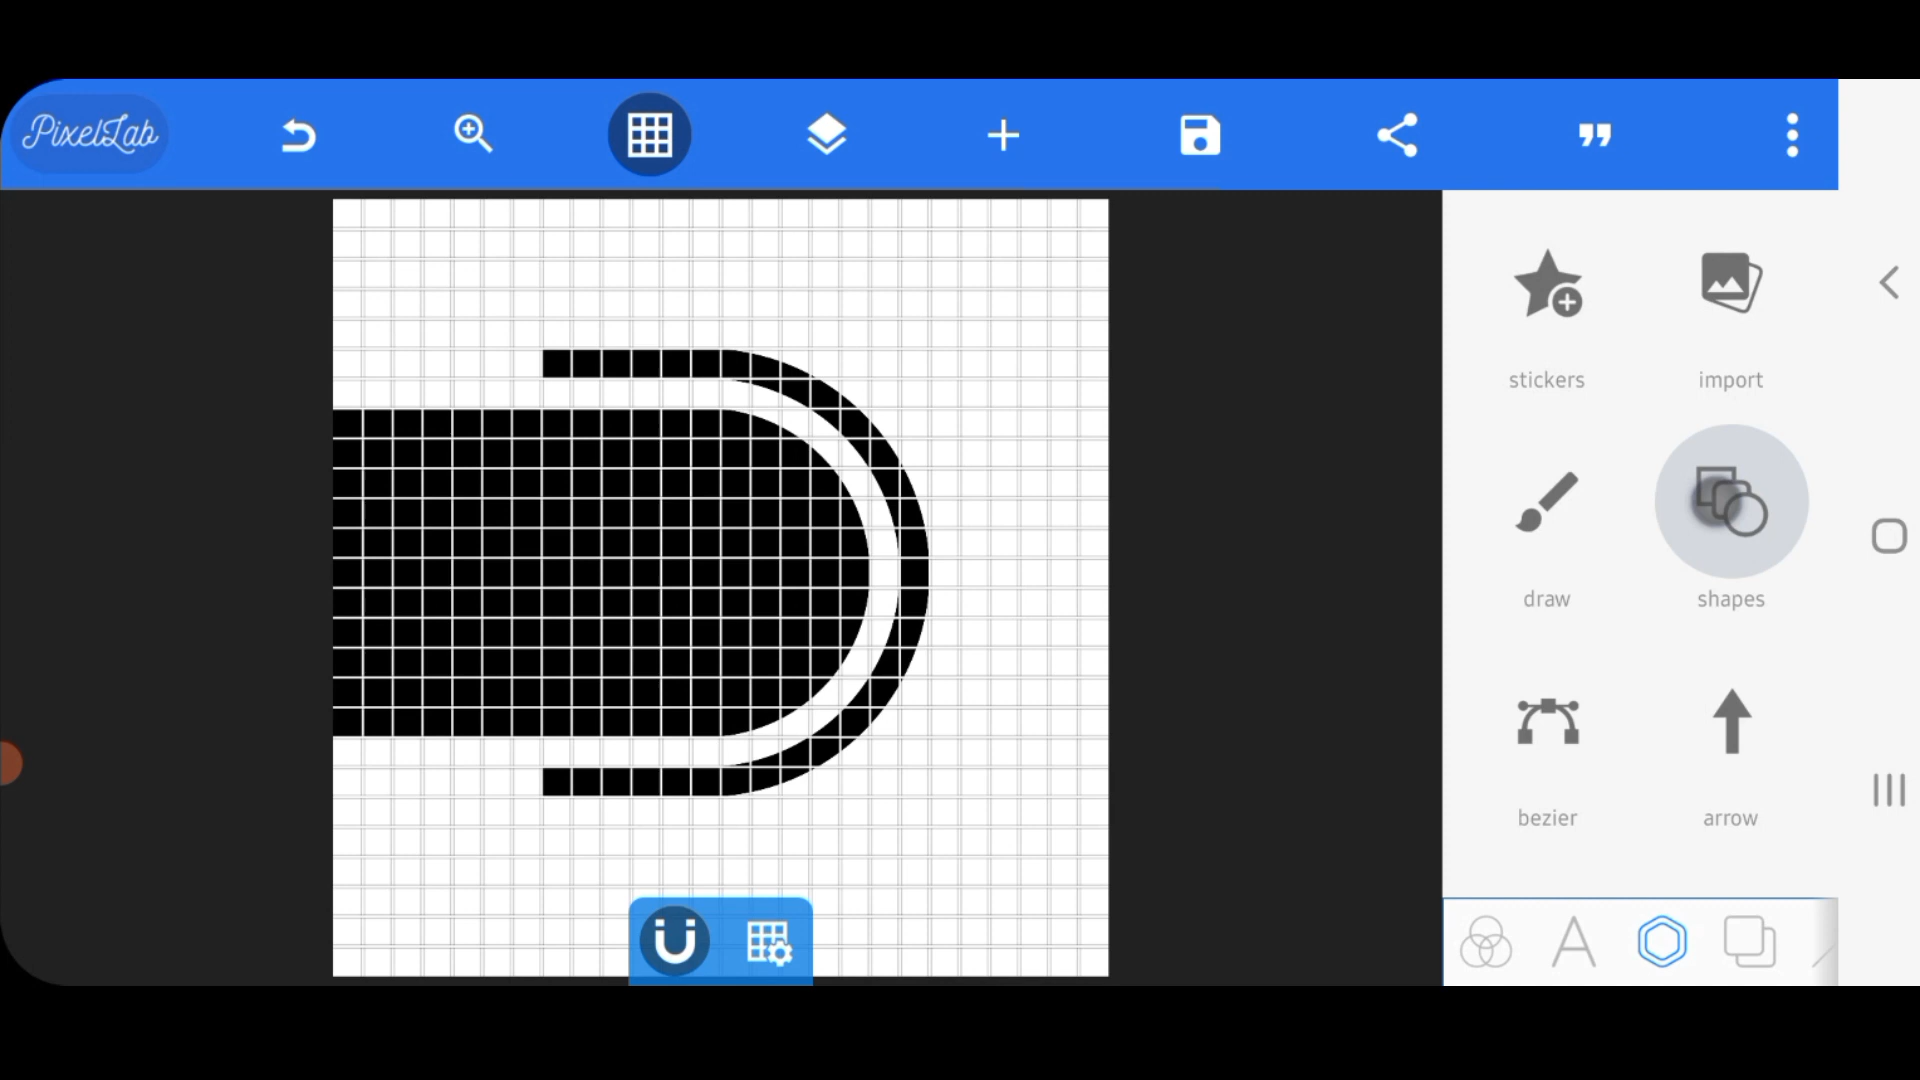 PixelLab
stickers
import
draw
shapes
bezier
arrow